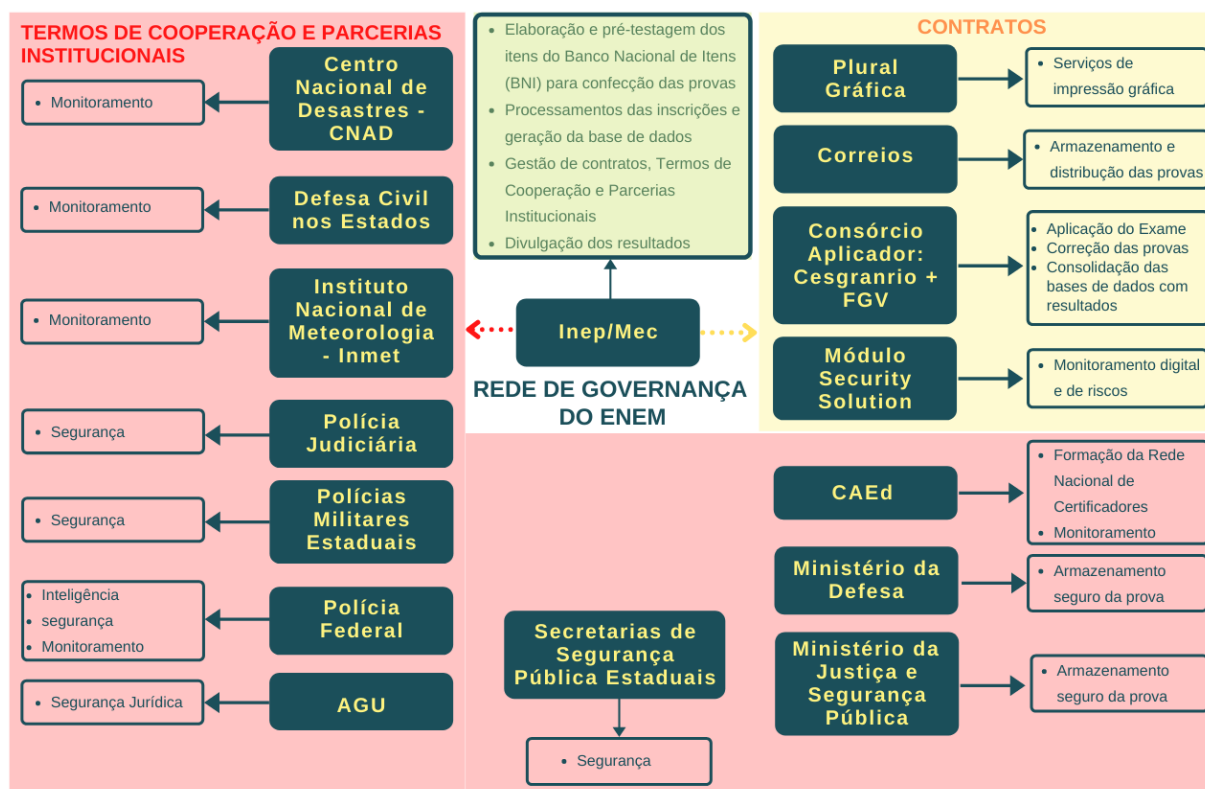 TERMOS DE COOPERAÇÃO E PARCERIAS
INSTITUCIONAIS
Centro
Nacional de
Desastres -
CNAD
• Monitoramento
Defesa Civil
nos Estados
• Monitoramento
Instituto
Nacional de
Meteorologia
- Inmet
• Monitoramento
Polícia
Judiciária
• Segurança
Polícias
Militares
Estaduais
• Segurança
Polícia
Federal
• Inteligência
• segurança
• Monitoramento
AGU
• Segurança Jurídica
• Elaboração e pré-testagem dos
itens do Banco Nacional de Itens
(BNI) para confecção das provas
• Processamentos das inscrições e
geração da base de dados
• Gestão de contratos, Termos de
Cooperação e Parcerias
Institucionais
• Divulgação dos resultados
Inep/Mec
REDE DE GOVERNANÇA
DO ENEM
CONTRATOS
Plural
Gráfica
• Serviços de
impressão gráfica
Correios
• Armazenamento e
distribução das provas
Consórcio
Aplicador:
Cesgranrio +
FGV
• Aplicação do Exame
• Correção das provas
• Consolidação das
bases de dados com
resultados
Módulo
Security
Solution
• Monitoramento digital
e de riscos
CAEd
• Formação da Rede
Nacional de
Certificadores
• Monitoramento
Ministério da
Defesa
• Armazenamento
seguro da prova
Ministério da
Justiça e
Segurança
Pública
• Armazenamento
seguro da prova
Secretarias de
Segurança
Pública Estaduais
• Segurança